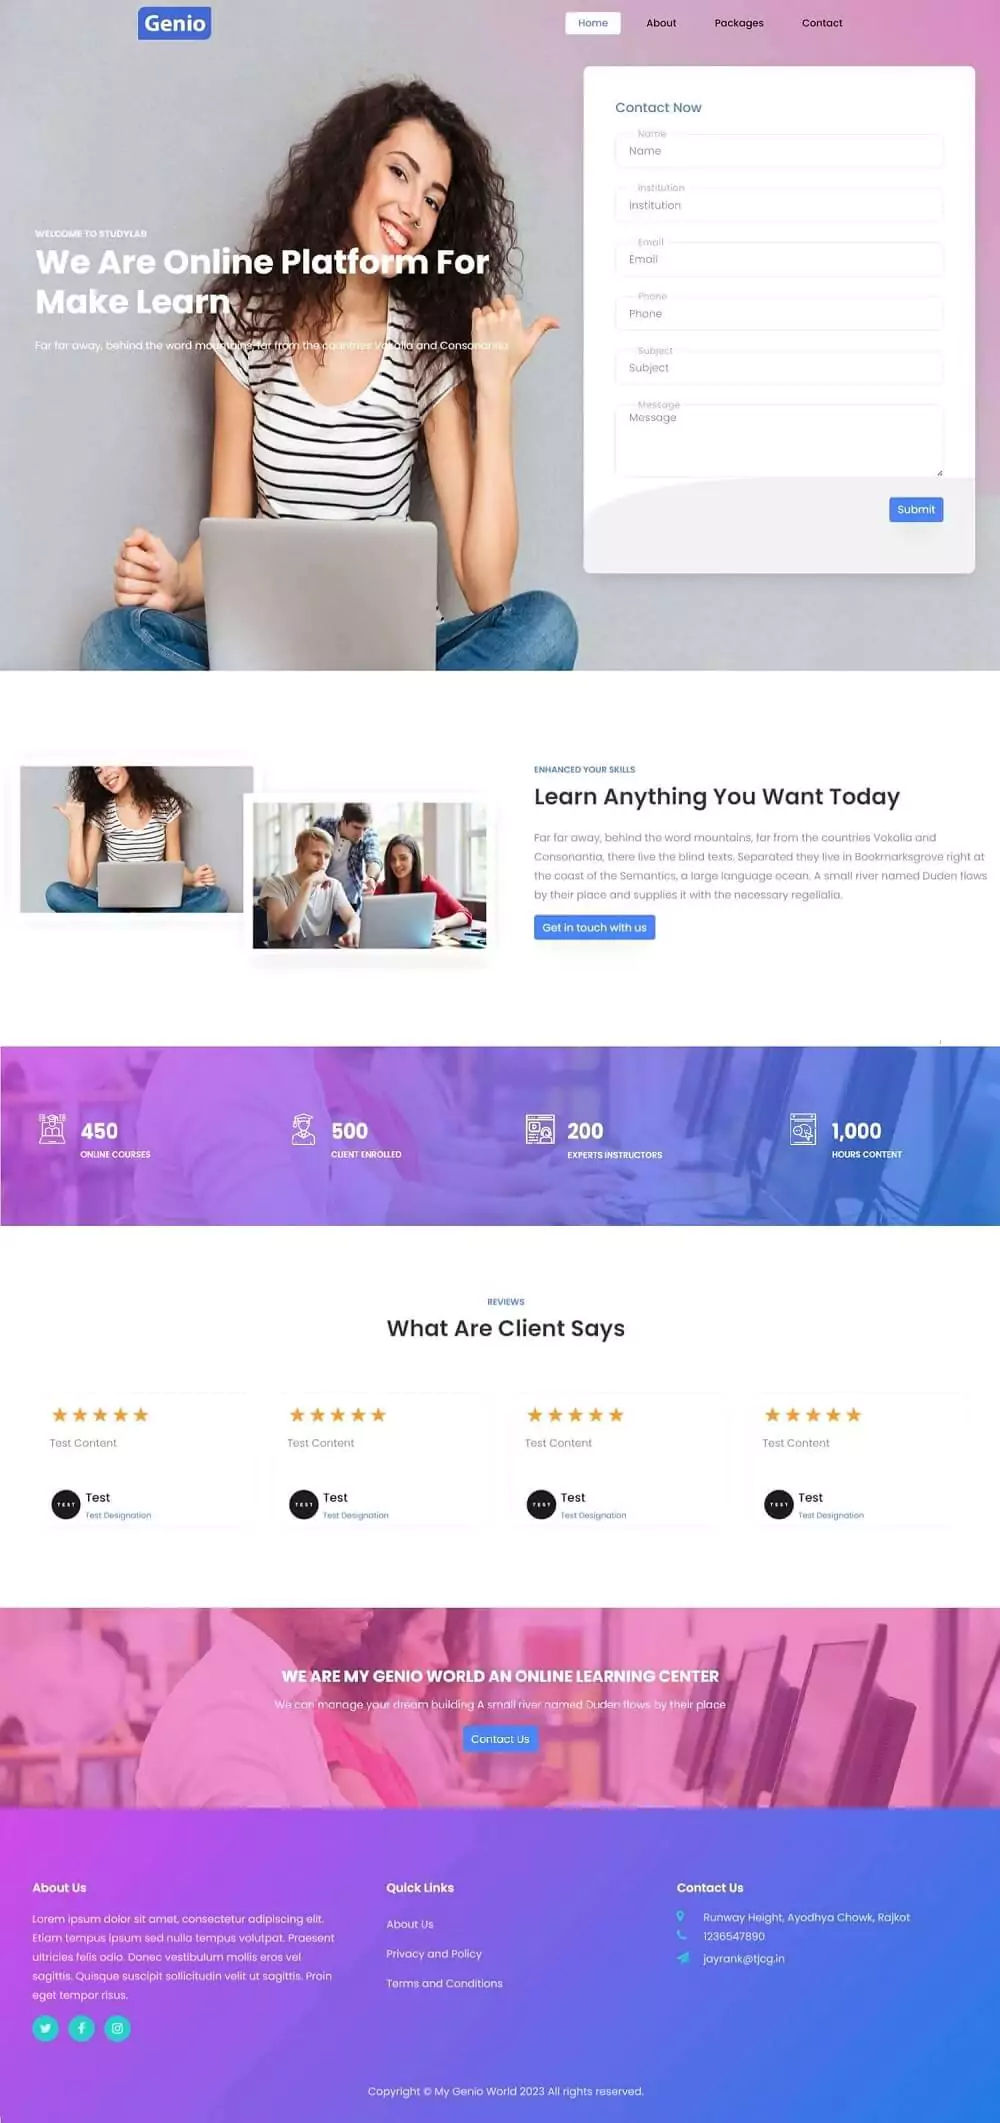 Genio
Home About Packages Contact
Contact Now
Name
Name
Institution
Institution
Email
Email
Phone
Phone
Subject
Subject
Message
Message
Submit
WELCOME TO STUDYLAB
We Are Online Platform For
Make Learn
Far far away, behind the word mountains, far from the countries Vokalia and Consonantia
ENHANCED YOUR SKILLS
Learn Anything You Want Today
Far far away, behind the word mountains, far from the countries Vokalia and
Consonantia, there live the blind texts. Separated they live in Bookmarksgrove right at
the coast of the Semantics, a large language ocean. A small river named Duden flows
by their place and supplies it with the necessary regelialia.
Get in touch with us
450
ONLINE COURSES
500
CLIENT ENROLLED
200
EXPERTS INSTRUCTORS
1,000
HOURS CONTENT
REVIEWS
What Are Client Says
Test Content
TEST
Test
Test Designation
Test Content
TEST
Test
Test Designation
Test Content
TEST
Test
Test Designation
Test Content
TEST
Test
Test Designation
WE ARE MY GENIO WORLD AN ONLINE LEARNING CENTER
We can manage your dream building A small river named Duden flows by their place
Contact Us
About Us
Lorem ipsum dolor sit amet, consectetur adipiscing elit.
Etiam tempus ipsum sed nulla tempus volutpat. Praesent
ultricies felis odio. Donec vestibulum mollis eros vel
sagittis. Quisque suscipit sollicitudin velit ut sagittis. Proin
eget tempor risus.
Quick Links
About Us
Privacy and Policy
Terms and Conditions
Contact Us
Runway Height, Ayodhya Chowk, Rajkot
1236547890
jayrank@tjcg.in
Copyright © My Genio World 2023 All rights reserved.